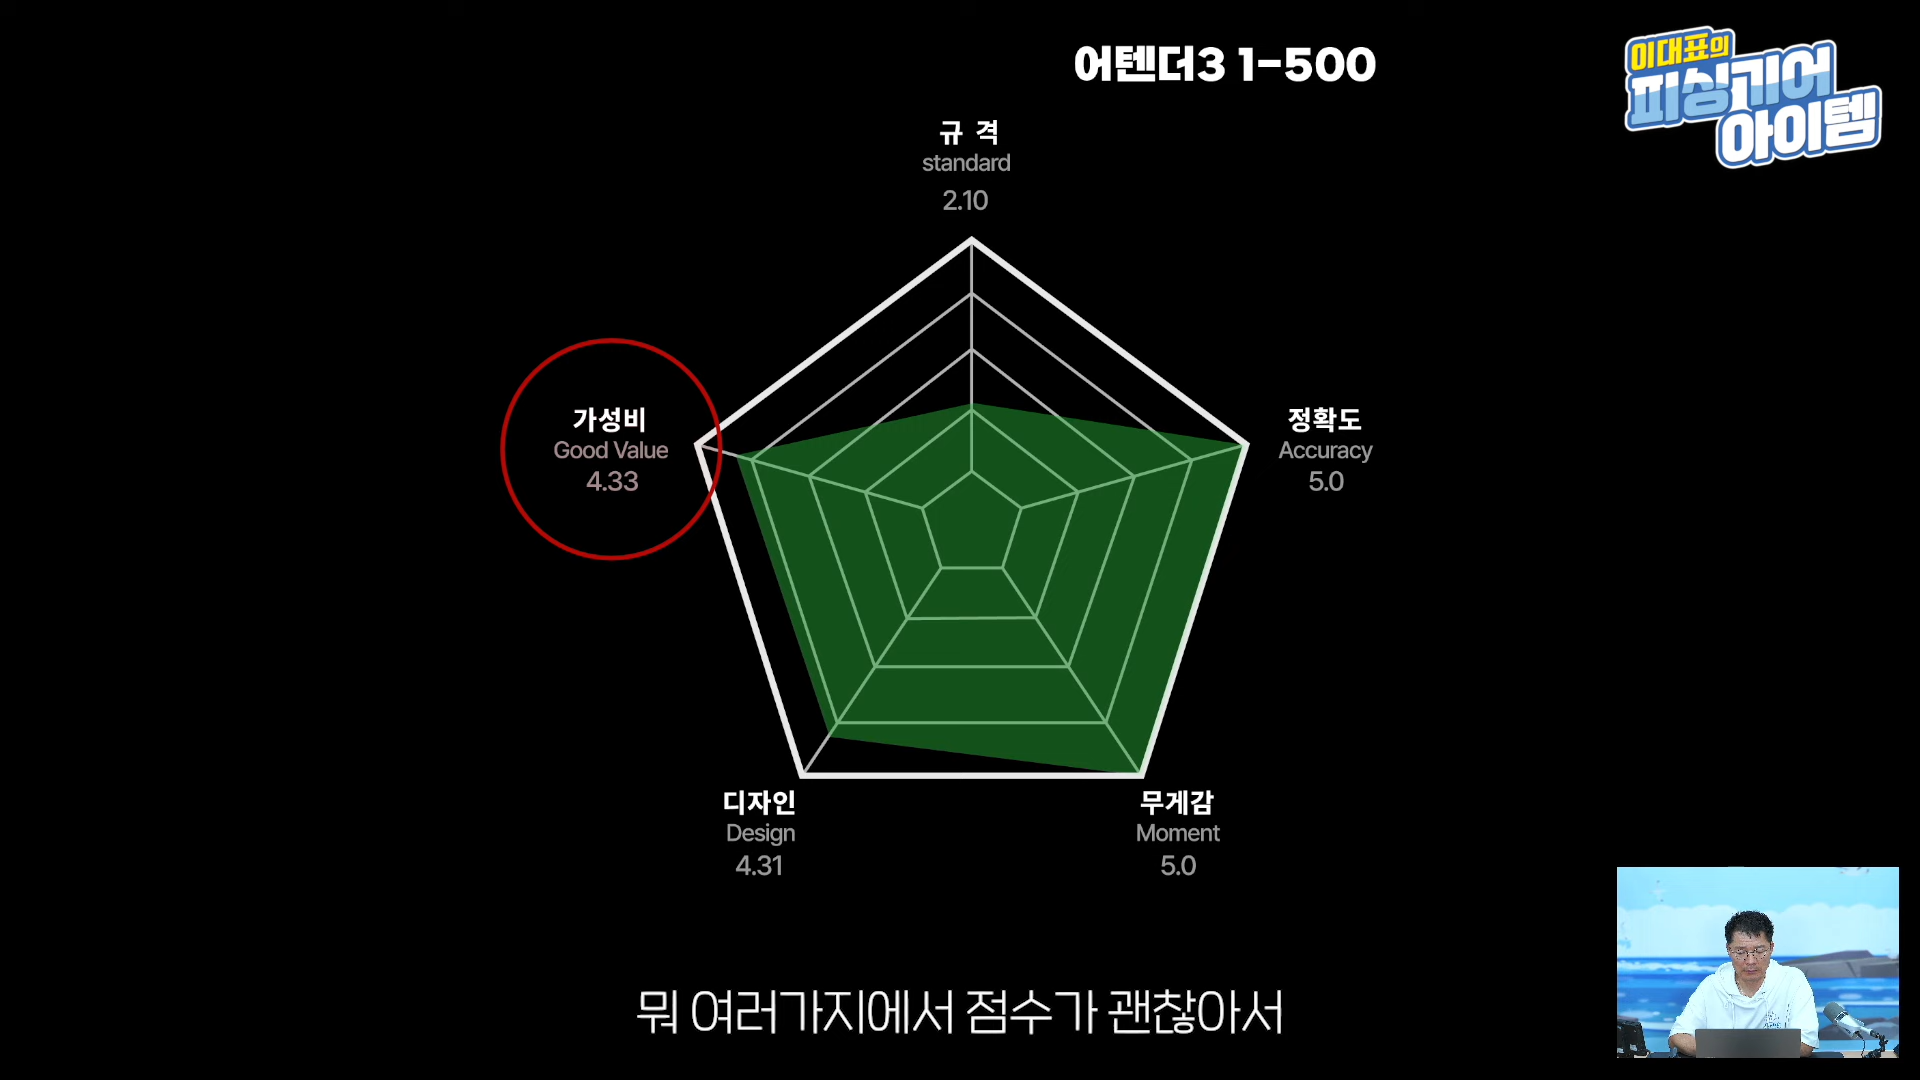 어텐더3 1-500
이대표의
피싱기어
아이템
규 격
standard
2.10
가성비
Good Value
4.33
정확도
Accuracy
5.0
디자인
Design
4.31
무게감
Moment
5.0
뭐 여러가지에서 점수가 괜찮아서